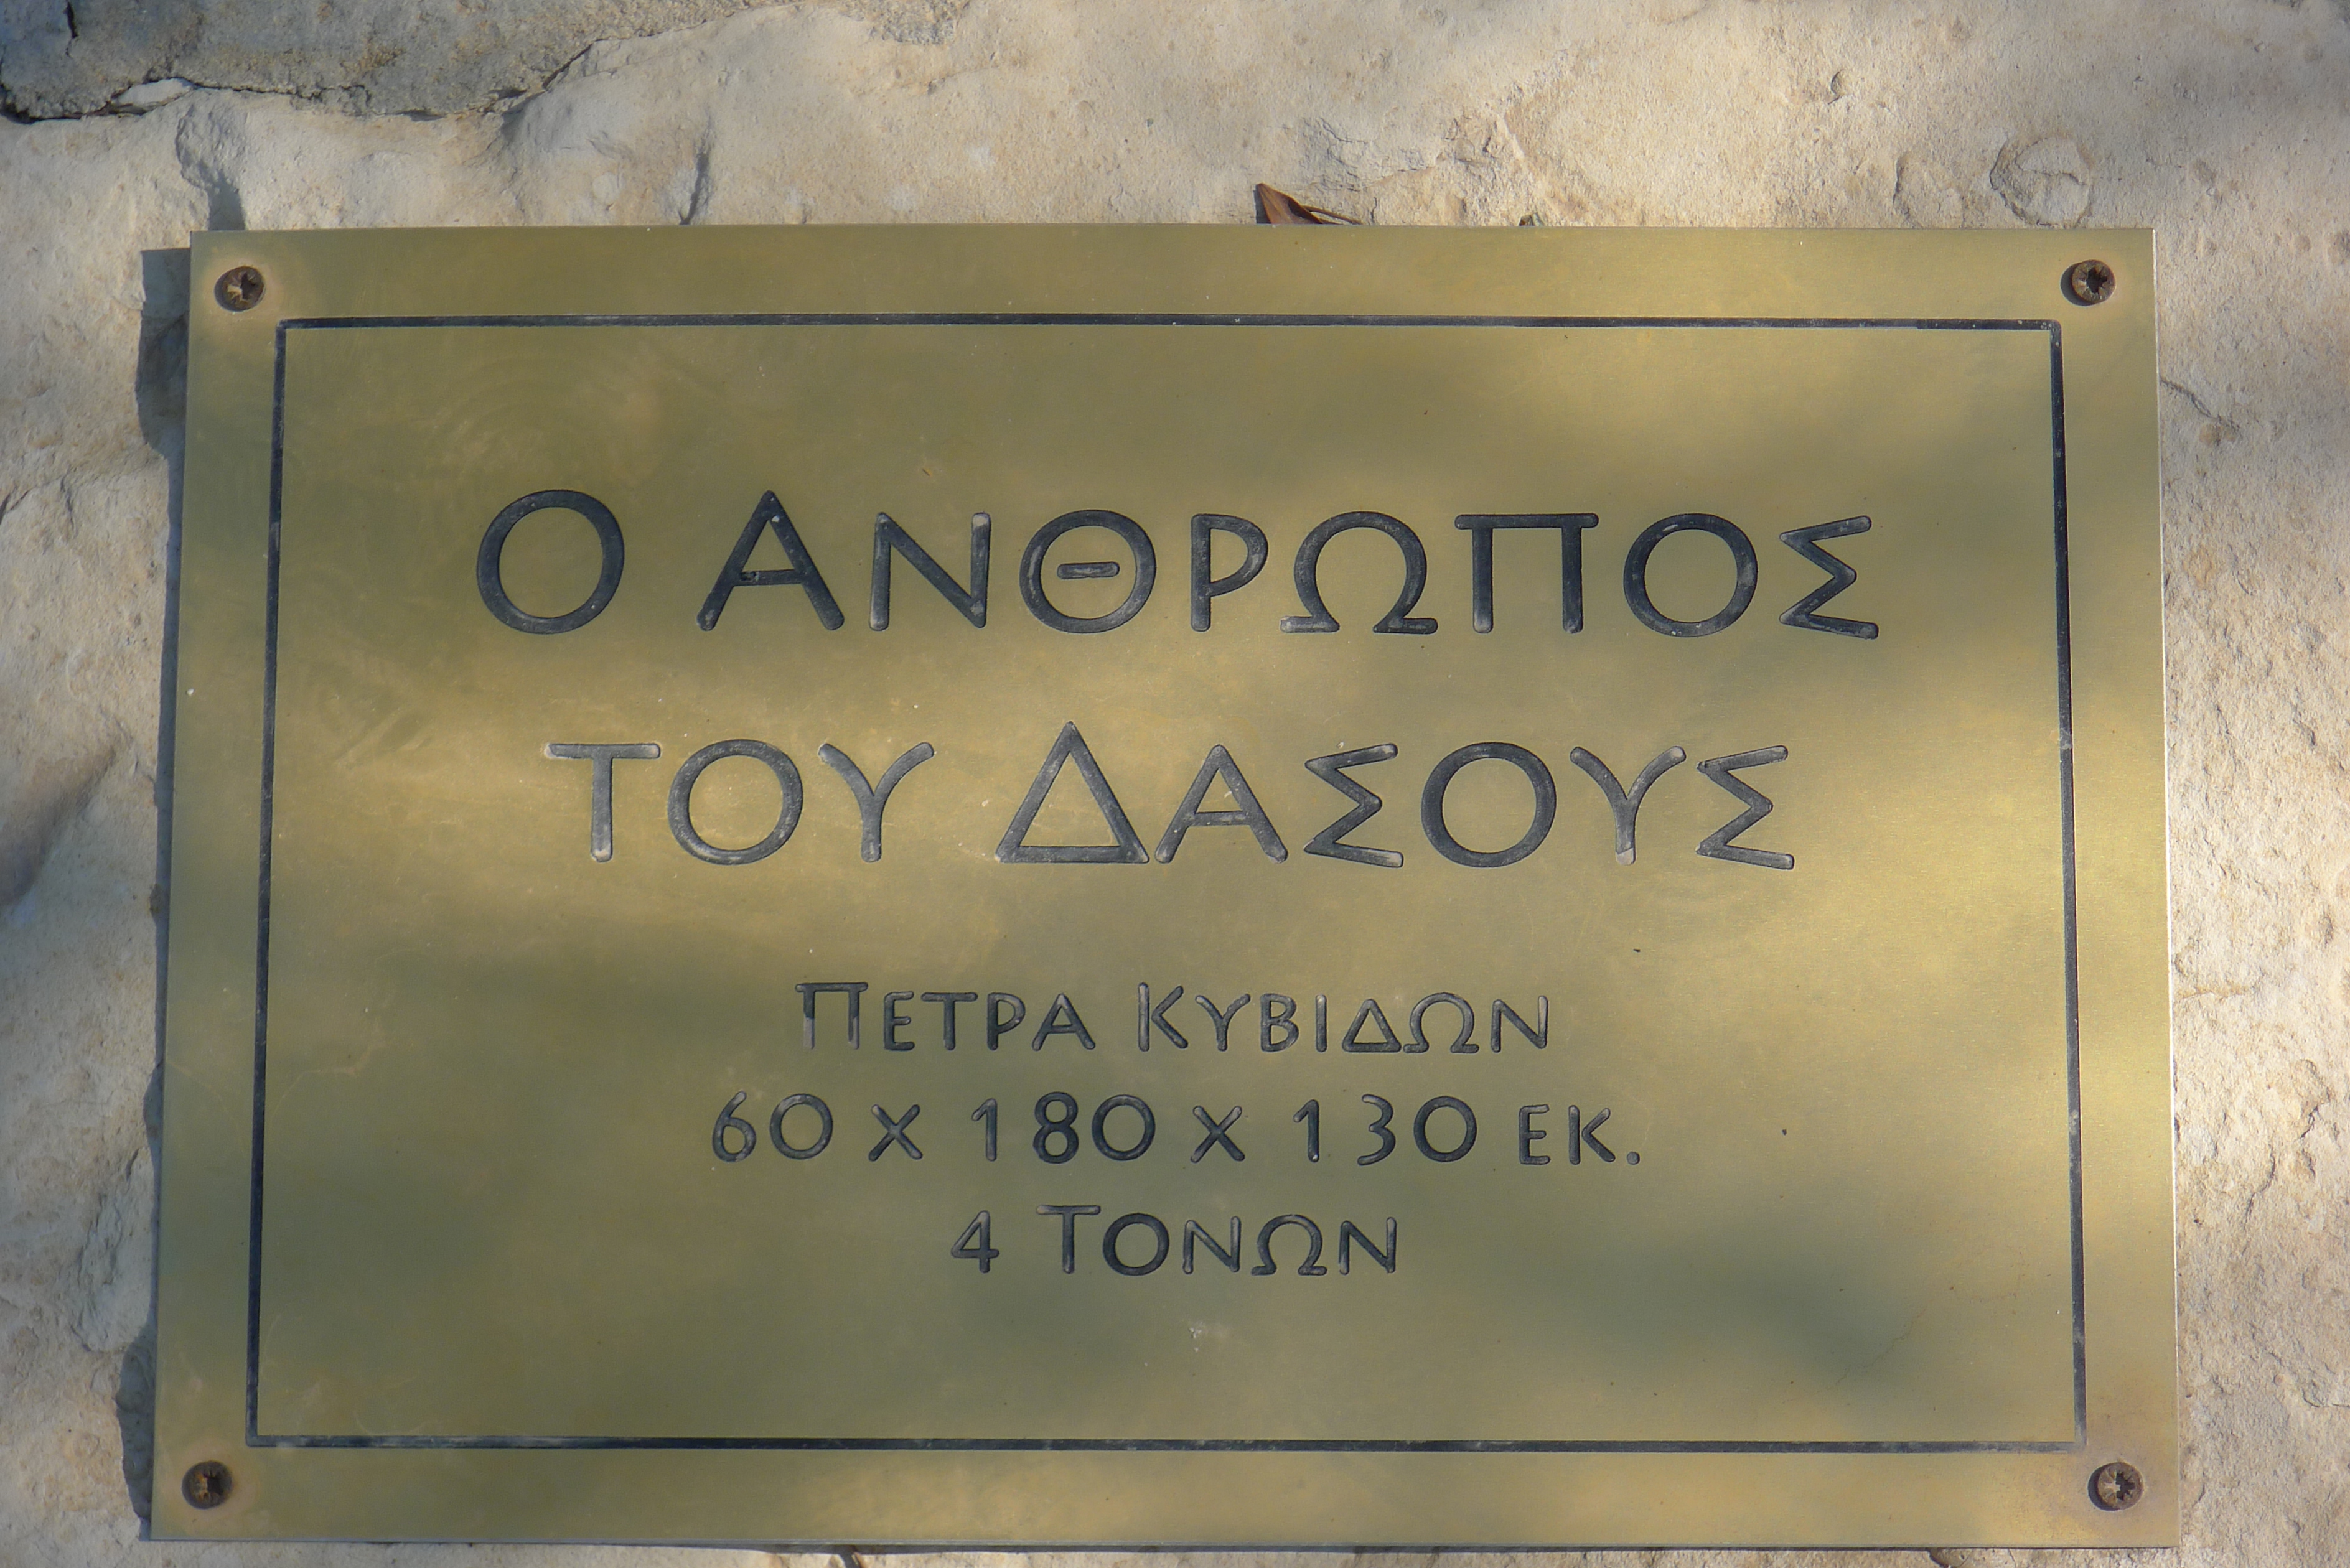 Ο ΑΝΘΡΩΠΟΣ
ΤΟΥ ΔΑΣΟΥΣ
ΠΕΤΡΑ ΚΥΒΙΔΩΝ
60 Χ 180 Χ 130 ΕΚ.
4 ΤΟΝΩΝ